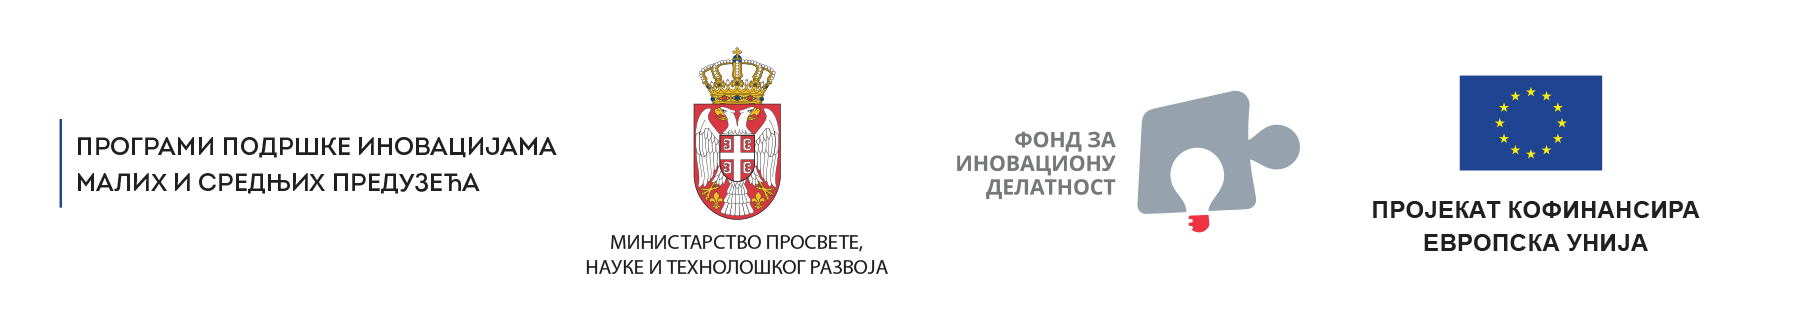 ПРОГРАМИ ПОДРШКЕ ИНОВАЦИЈАМА
МАЛИХ И СРЕДЊИХ ПРЕДУЗЕЋА
МИНИСТАРСТВО ПРОСВЕТЕ,
НАУКЕ И ТЕХНОЛОШКОГ РАЗВОЈА
ФОНД ЗА
ИНОВАЦИОНУ
ДЕЛАТНОСТ
ПРОЈЕКАТ КОФИНАНСИРА
ЕВРОПСКА УНИЈА